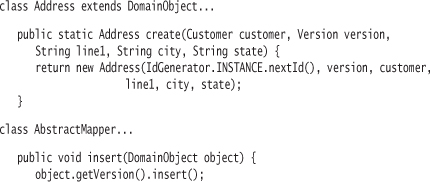 class Address extends DomainObject...
public static Address create(Customer customer, Version version,
String line1, String city, String state) {
return new Address(IdGenerator.INSTANCE.nextId(), version, customer,
line1, city, state);
}
class AbstractMapper...
public void insert(DomainObject object) {
object.getVersion().insert();